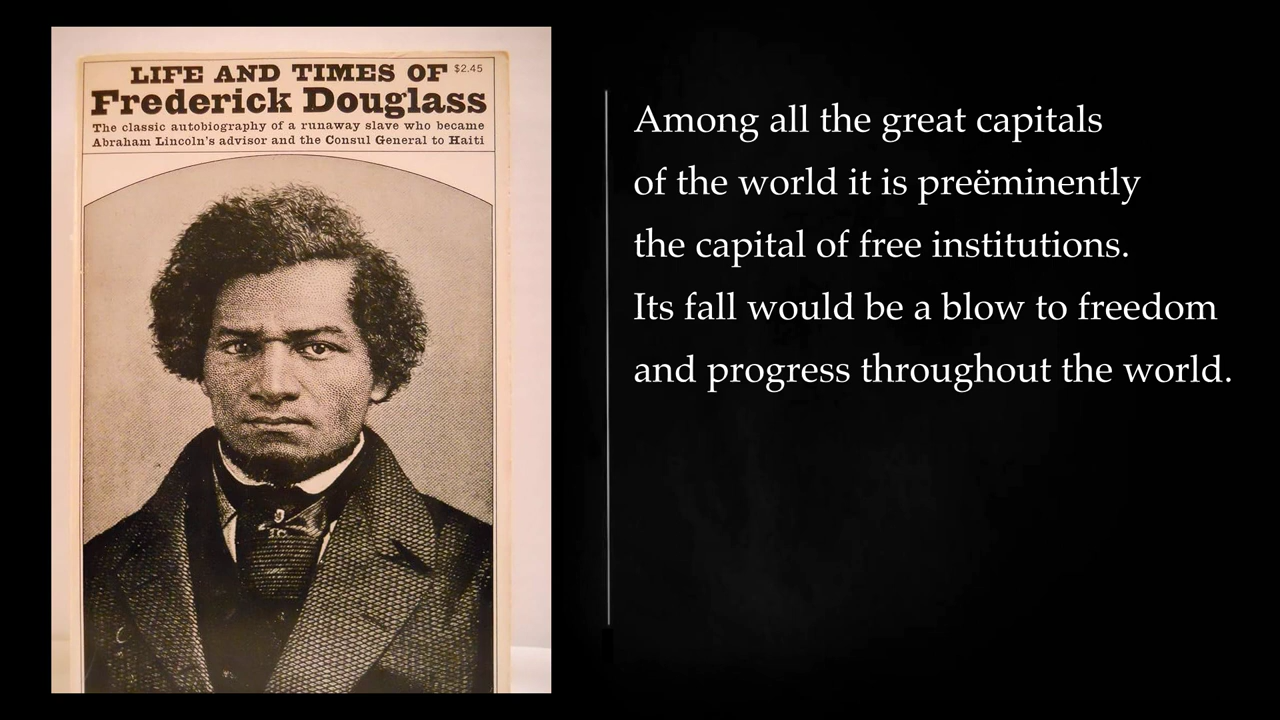 LIFE AND TIMES OF $2.45
Frederick Douglass
The classic autobiography of a runaway slave who became
Abraham Lincoln's advisor and the Consul General to Haiti
Among all the great capitals
of the world it is preëminently
the capital of free institutions.
Its fall would be a blow to freedom
and progress throughout the world.